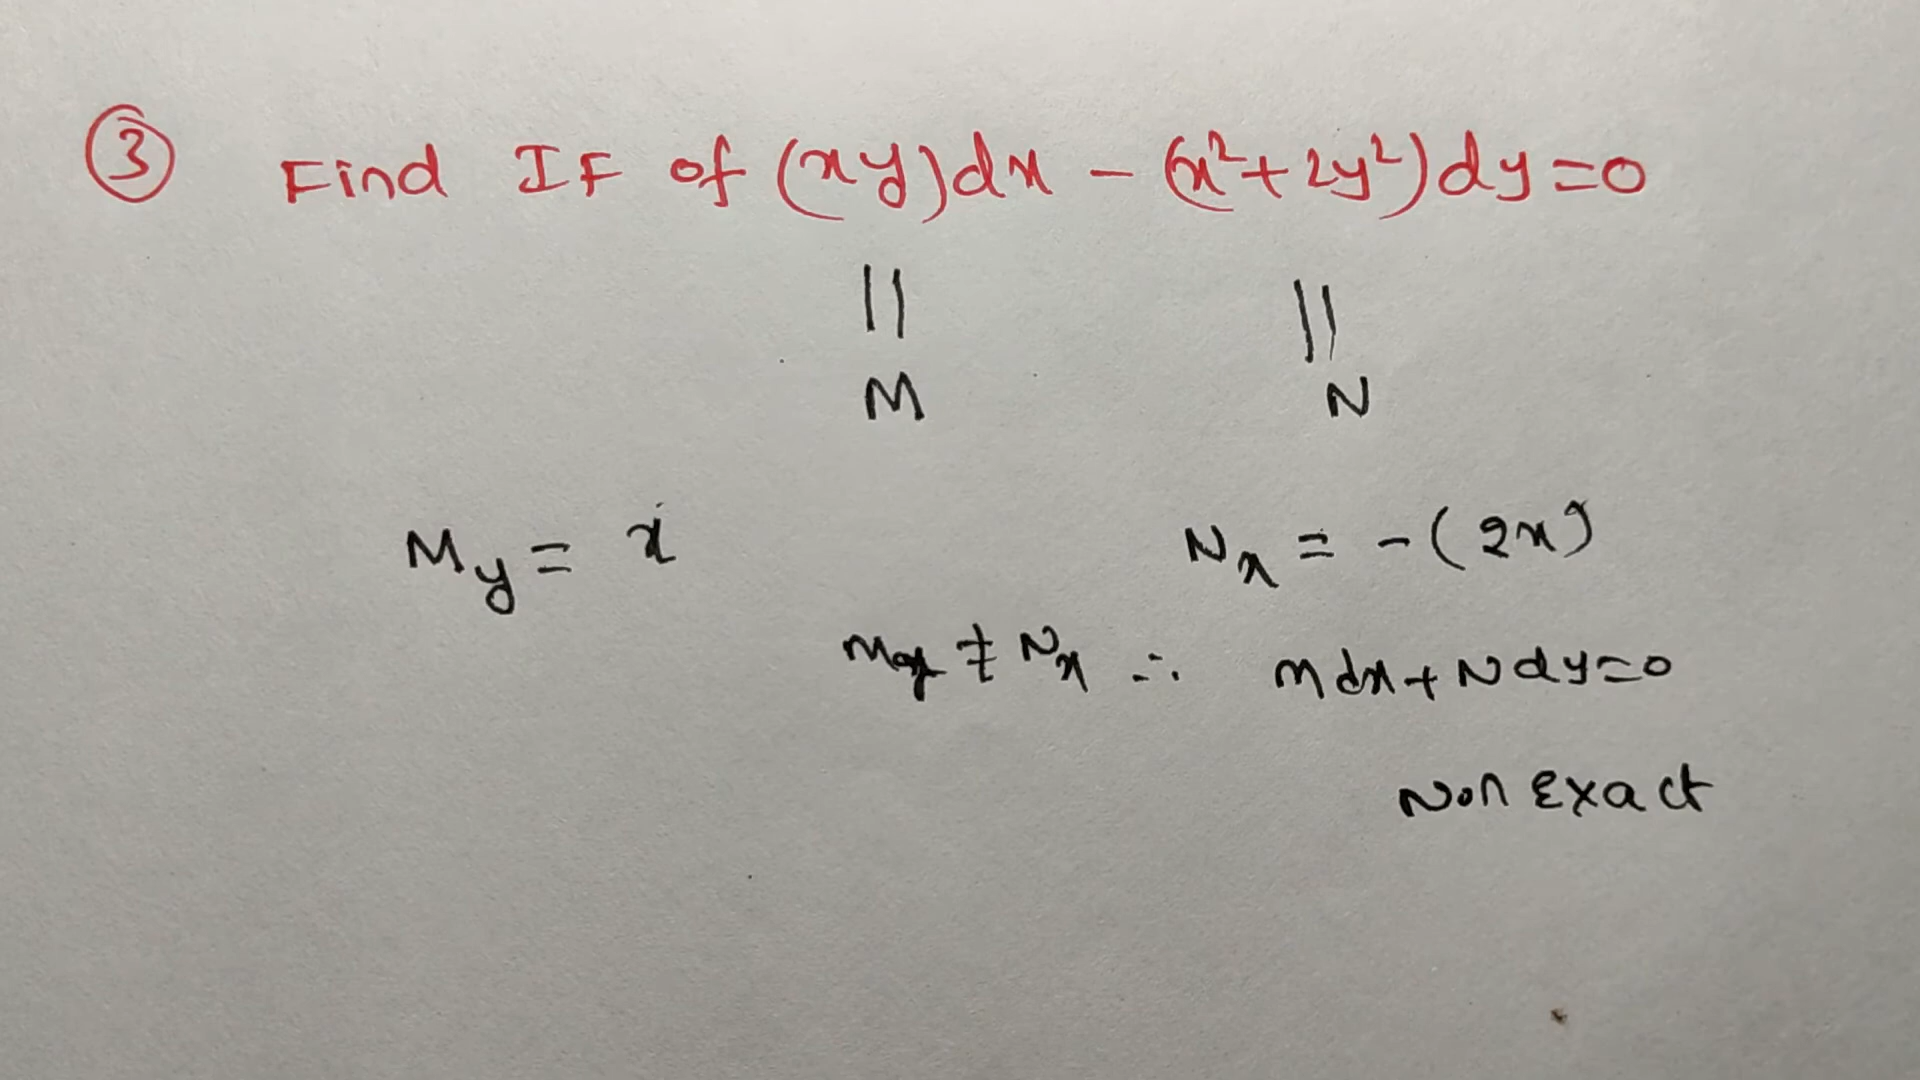 ③ Find IF of (xy)dx - (x²+2y²)dy=0
|| ||
M N
My = x Nx = -(2x)
My ≠ Nx ∴ Mdx+Ndy=0
Non Exact